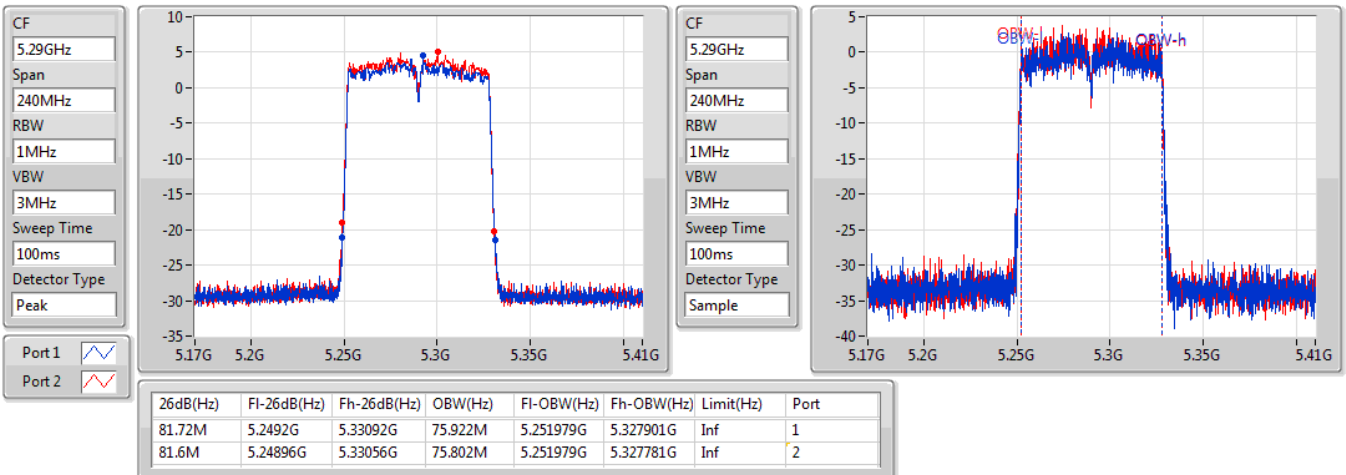 CF
5.29GHz
Span
240MHz
RBW
1MHz
VBW
3MHz
Sweep Time
100ms
Detector Type
Peak
Port 1
Port 2
10
5
0
-5
-10
-15
-20
-25
-30
-35
5.17G 5.2G 5.25G 5.3G 5.35G 5.41G
CF
5.29GHz
Span
240MHz
RBW
1MHz
VBW
3MHz
Sweep Time
100ms
Detector Type
Sample
5
0
-5
-10
-15
-20
-25
-30
-35
-40
OBW-h
5.17G 5.2G 5.25G 5.3G 5.35G 5.41G
26dB(Hz) Fl-26dB(Hz) Fh-26dB(Hz) OBW(Hz) Fl-OBW(Hz) Fh-OBW(Hz) Limit(Hz) Port
81.72M 5.2492G 5.33092G 75.922M 5.251979G 5.327901G Inf 1
81.6M 5.24896G 5.33056G 75.802M 5.251979G 5.327781G Inf 2